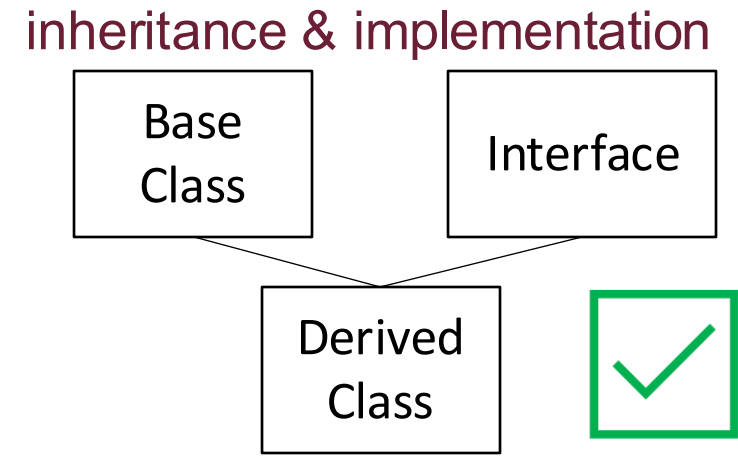 inheritance & implementation
Base
Class
Interface
Derived
Class